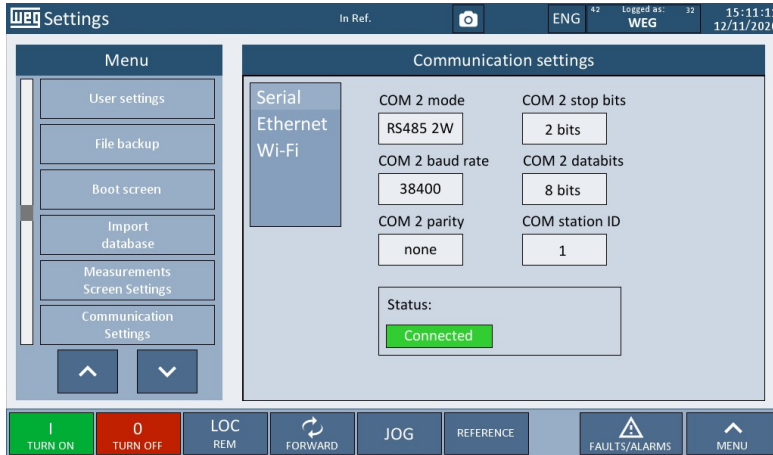 WEG Settings
In Ref.
ENG
42
Logged as:
WEG
32
15:11:1
12/11/202
Menu
User settings
File backup
Boot screen
Import
database
Measurements
Screen Settings
Communication
Settings
Communication settings
Serial
Ethernet
Wi-Fi
COM 2 mode
RS485 2W
COM 2 stop bits
2 bits
COM 2 baud rate
38400
COM 2 databits
8 bits
COM 2 parity
none
COM station ID
1
Status:
Connected
I
TURN ON
0
TURN OFF
LOC
REM
FORWARD
JOG
REFERENCE
FAULTS/ALARMS
MENU